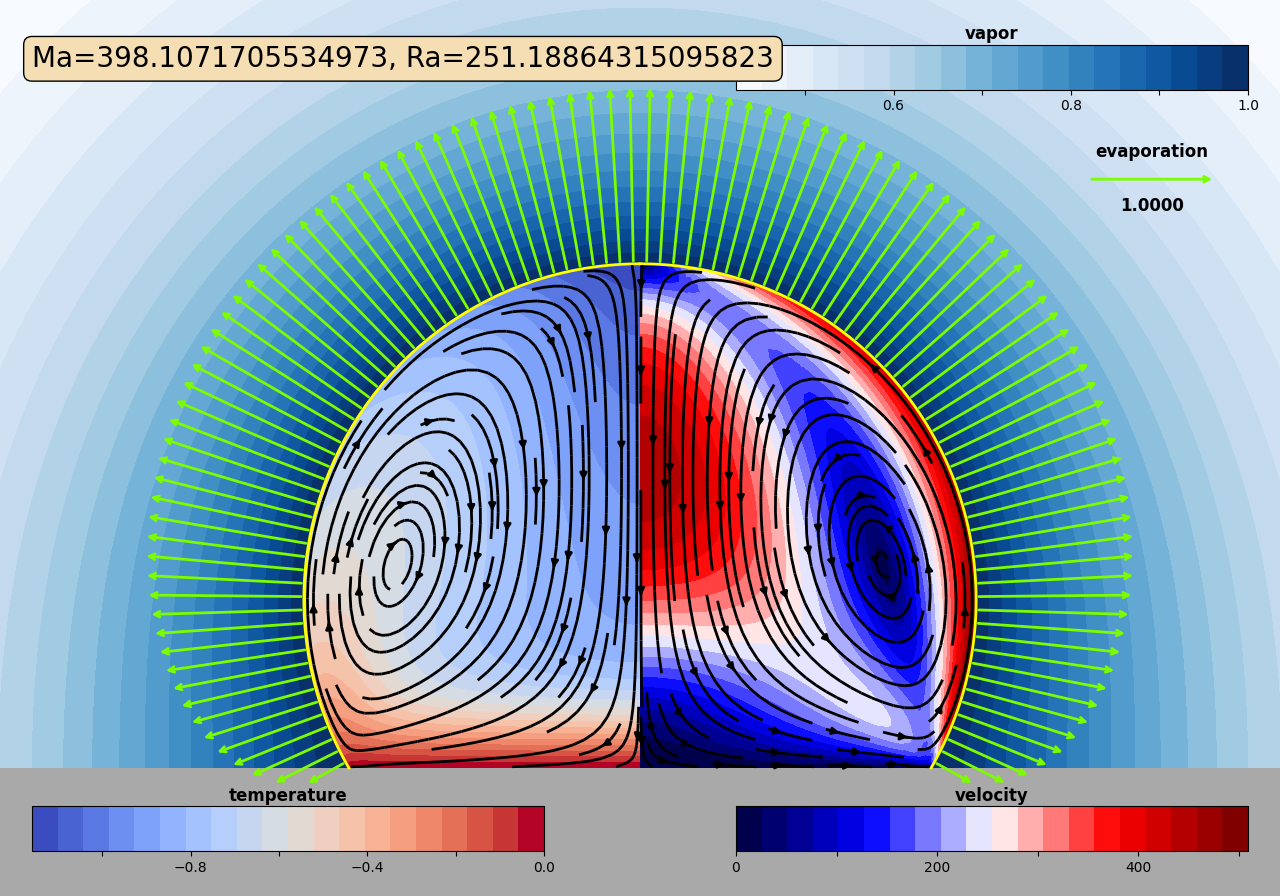 Ma=398.1071705534973, Ra=251.18864315095823
vapor
0.6 0.8 1.0
evaporation
1.0000
temperature
−0.8 −0.4 0.0
velocity
0 200 400